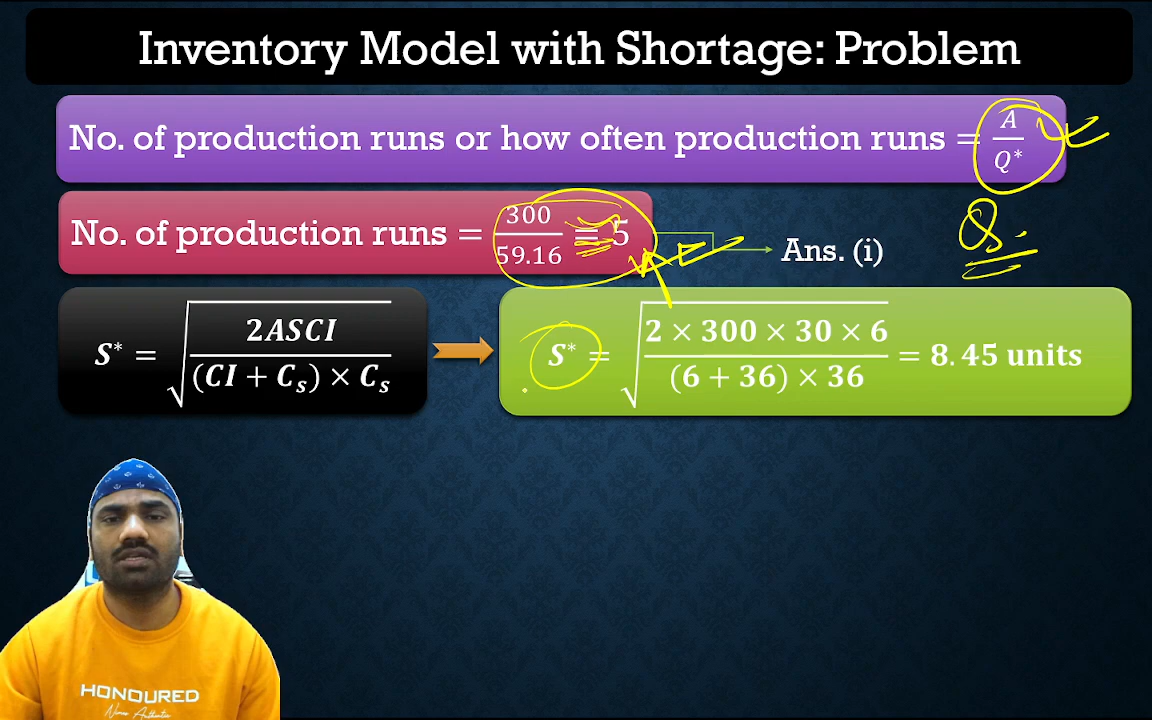 Inventory Model with Shortage: Problem
No. of production runs or how often production runs = A/Q*
No. of production runs = 300/59.16 = 5
Ans. (i)
Q
S* = √(2ASCI/((CI + Cₛ) × Cₛ))
S* = √((2 × 300 × 30 × 6)/((6 + 36) × 36)) = 8.45 units
HONOURED